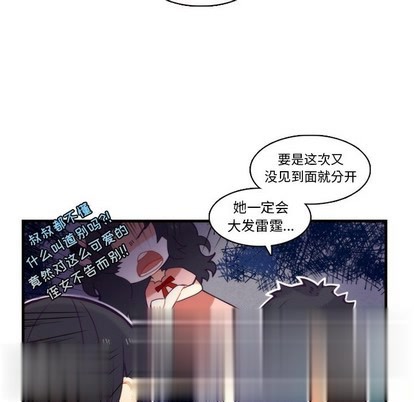 要是这次又
没见到面就分开
她一定会
大发雷霆…
叔叔都不懂
什么叫道别吗?!
竟然对这么可爱的
侄女不告而别!!